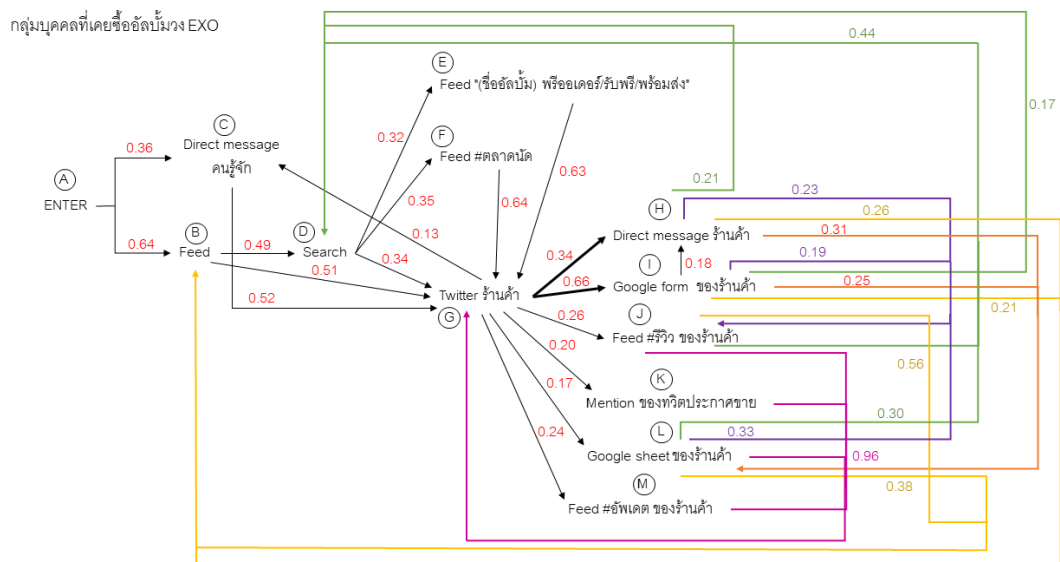 กลุ่มบุคคลที่เคยซื้ออัลบั้มวง EXO
0.44
E
Feed "(ชื่ออัลบั้ม) พรีออเดอร์/รับพรี/พร้อมส่ง"
0.17
C
Direct message
คนรู้จัก
0.36
0.32
F
Feed #ตลาดนัด
0.63
A
ENTER
0.35
0.64
0.21
0.23
H
Direct message ร้านค้า
0.26
0.31
0.64
B
Feed
0.49
D
Search
0.13
0.34
0.51
0.34
0.18
0.19
I
Google form ของร้านค้า
0.25
0.66
Twitter ร้านค้า
G
0.52
0.26
0.21
J
Feed #รีวิว ของร้านค้า
0.20
0.56
0.17
K
Mention ของทวิตประกาศขาย
0.30
0.24
L
Google sheet ของร้านค้า
0.33
0.96
M
Feed #อัพเดต ของร้านค้า
0.38